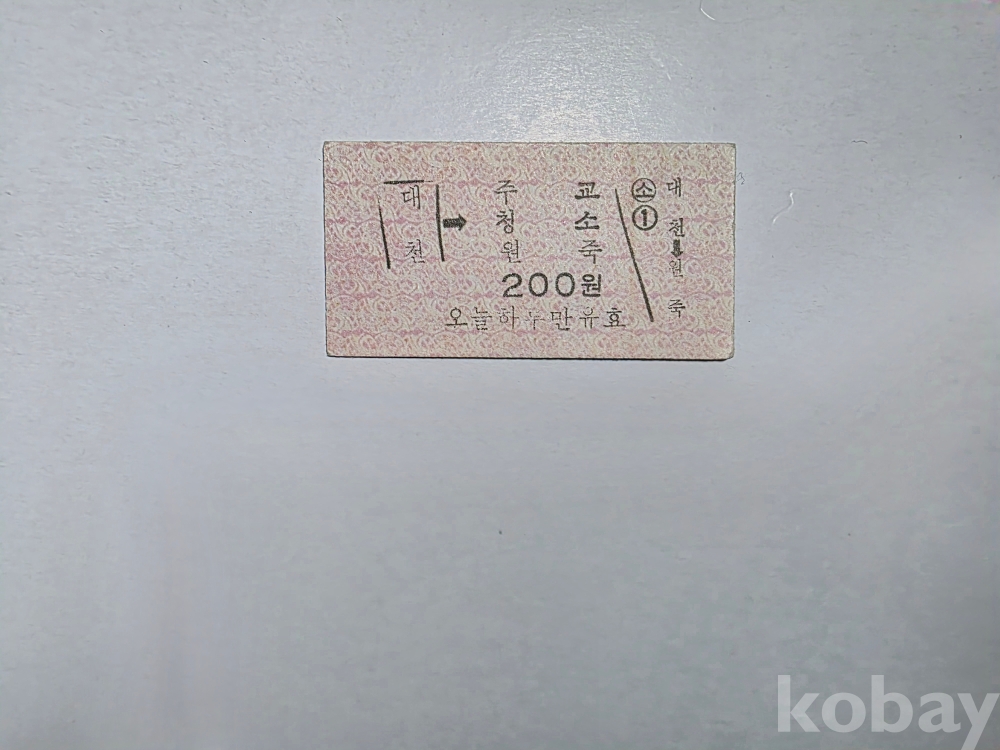 대천 ➡ 주교
청소
원죽
200원
오늘하루만유효
㉦ ①
대천⬇원죽
kobay